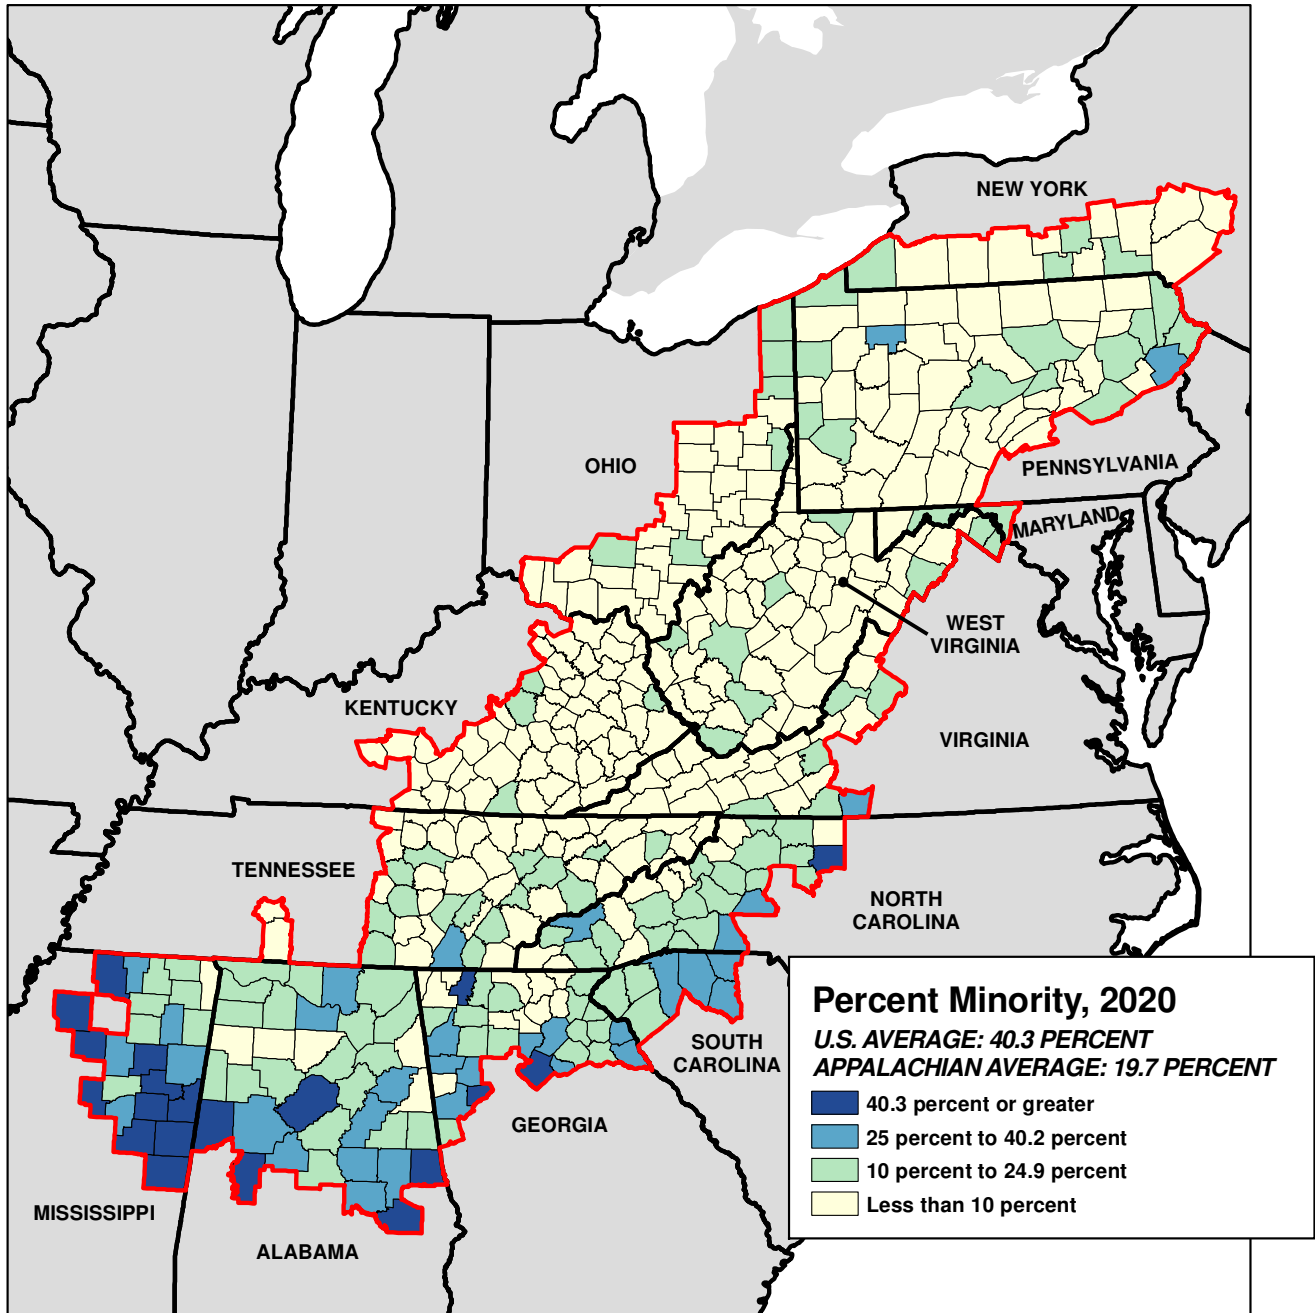 NEW YORK
OHIO
PENNSYLVANIA
MARYLAND
WEST
VIRGINIA
KENTUCKY
VIRGINIA
TENNESSEE
NORTH
CAROLINA
SOUTH
CAROLINA
GEORGIA
MISSISSIPPI
ALABAMA
Percent Minority, 2020
U.S. AVERAGE: 40.3 PERCENT
APPALACHIAN AVERAGE: 19.7 PERCENT
40.3 percent or greater
25 percent to 40.2 percent
10 percent to 24.9 percent
Less than 10 percent